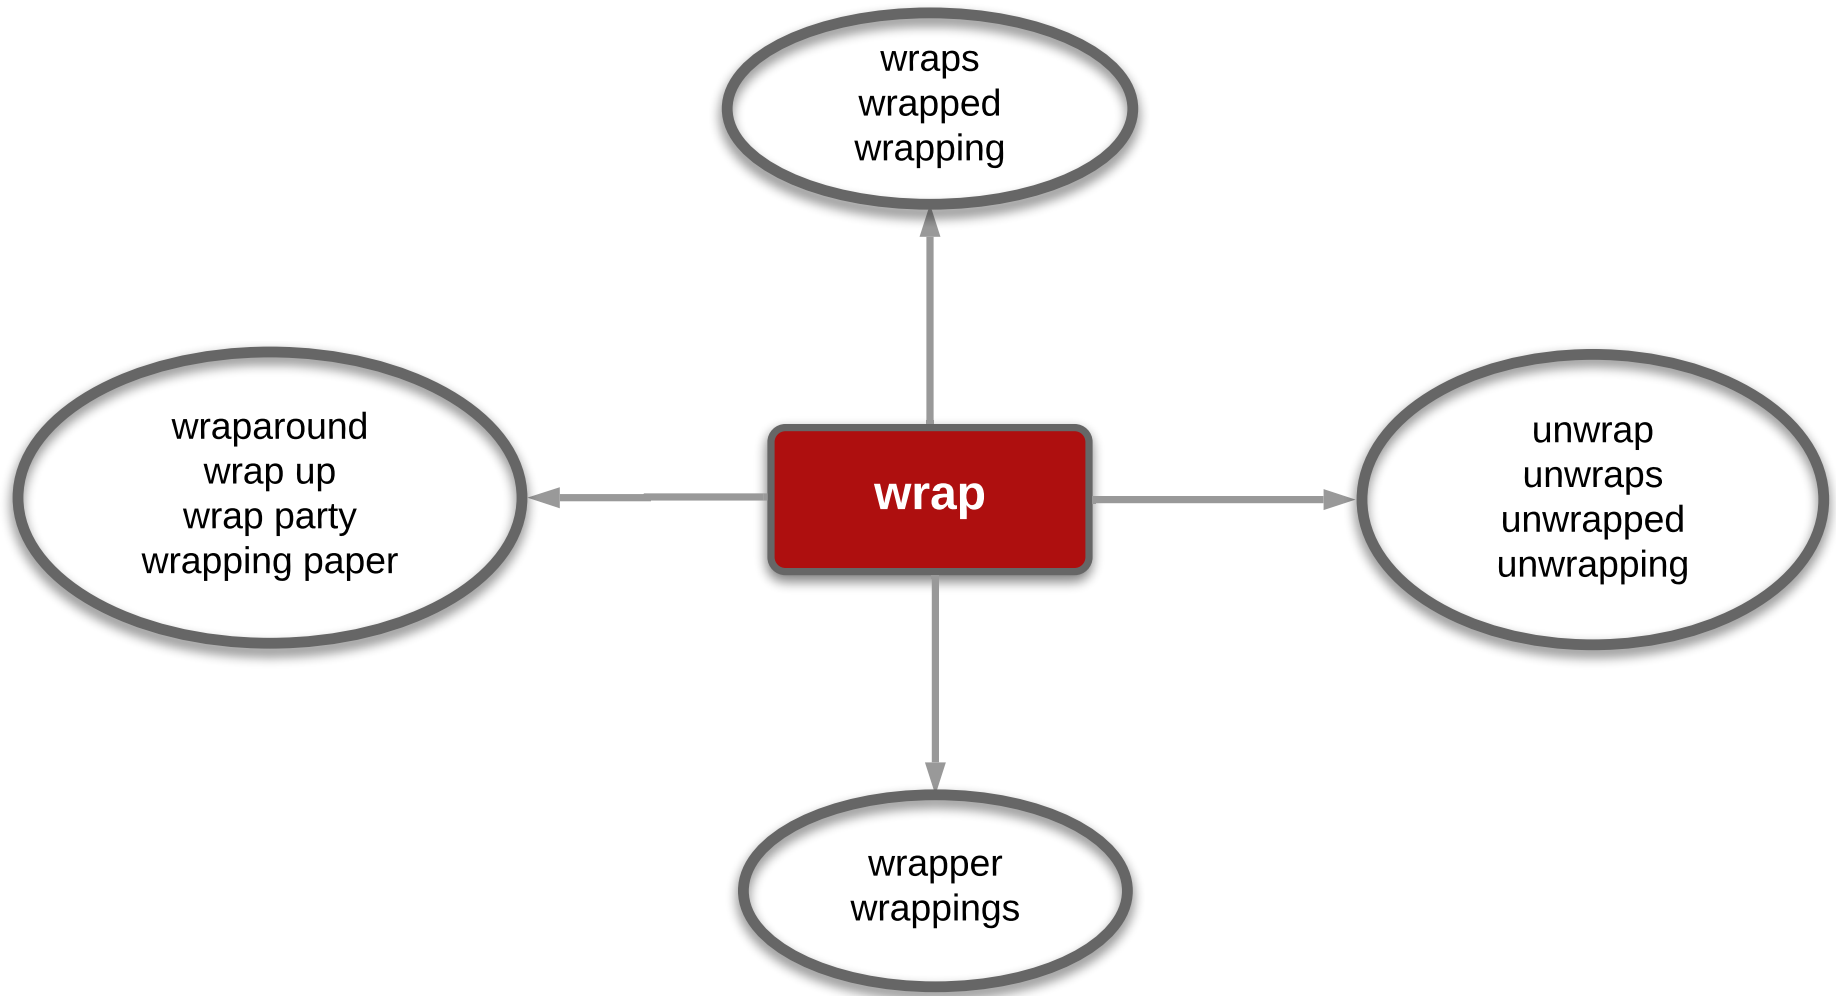 wraps
wrapped
wrapping
wraparound
wrap up
wrap party
wrapping paper
wrap
unwrap
unwraps
unwrapped
unwrapping
wrapper
wrappings